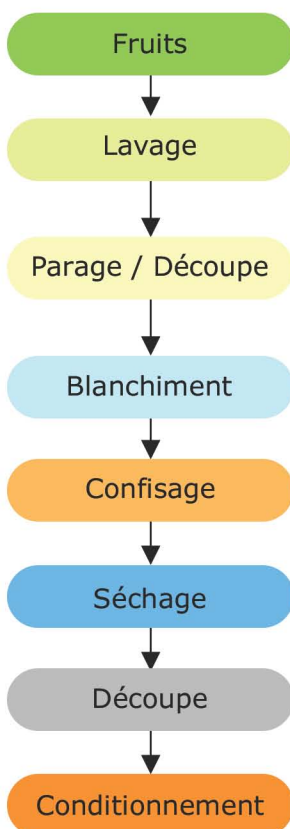 Fruits
Lavage
Parage / Découpe
Blanchiment
Confisage
Séchage
Découpe
Conditionnement